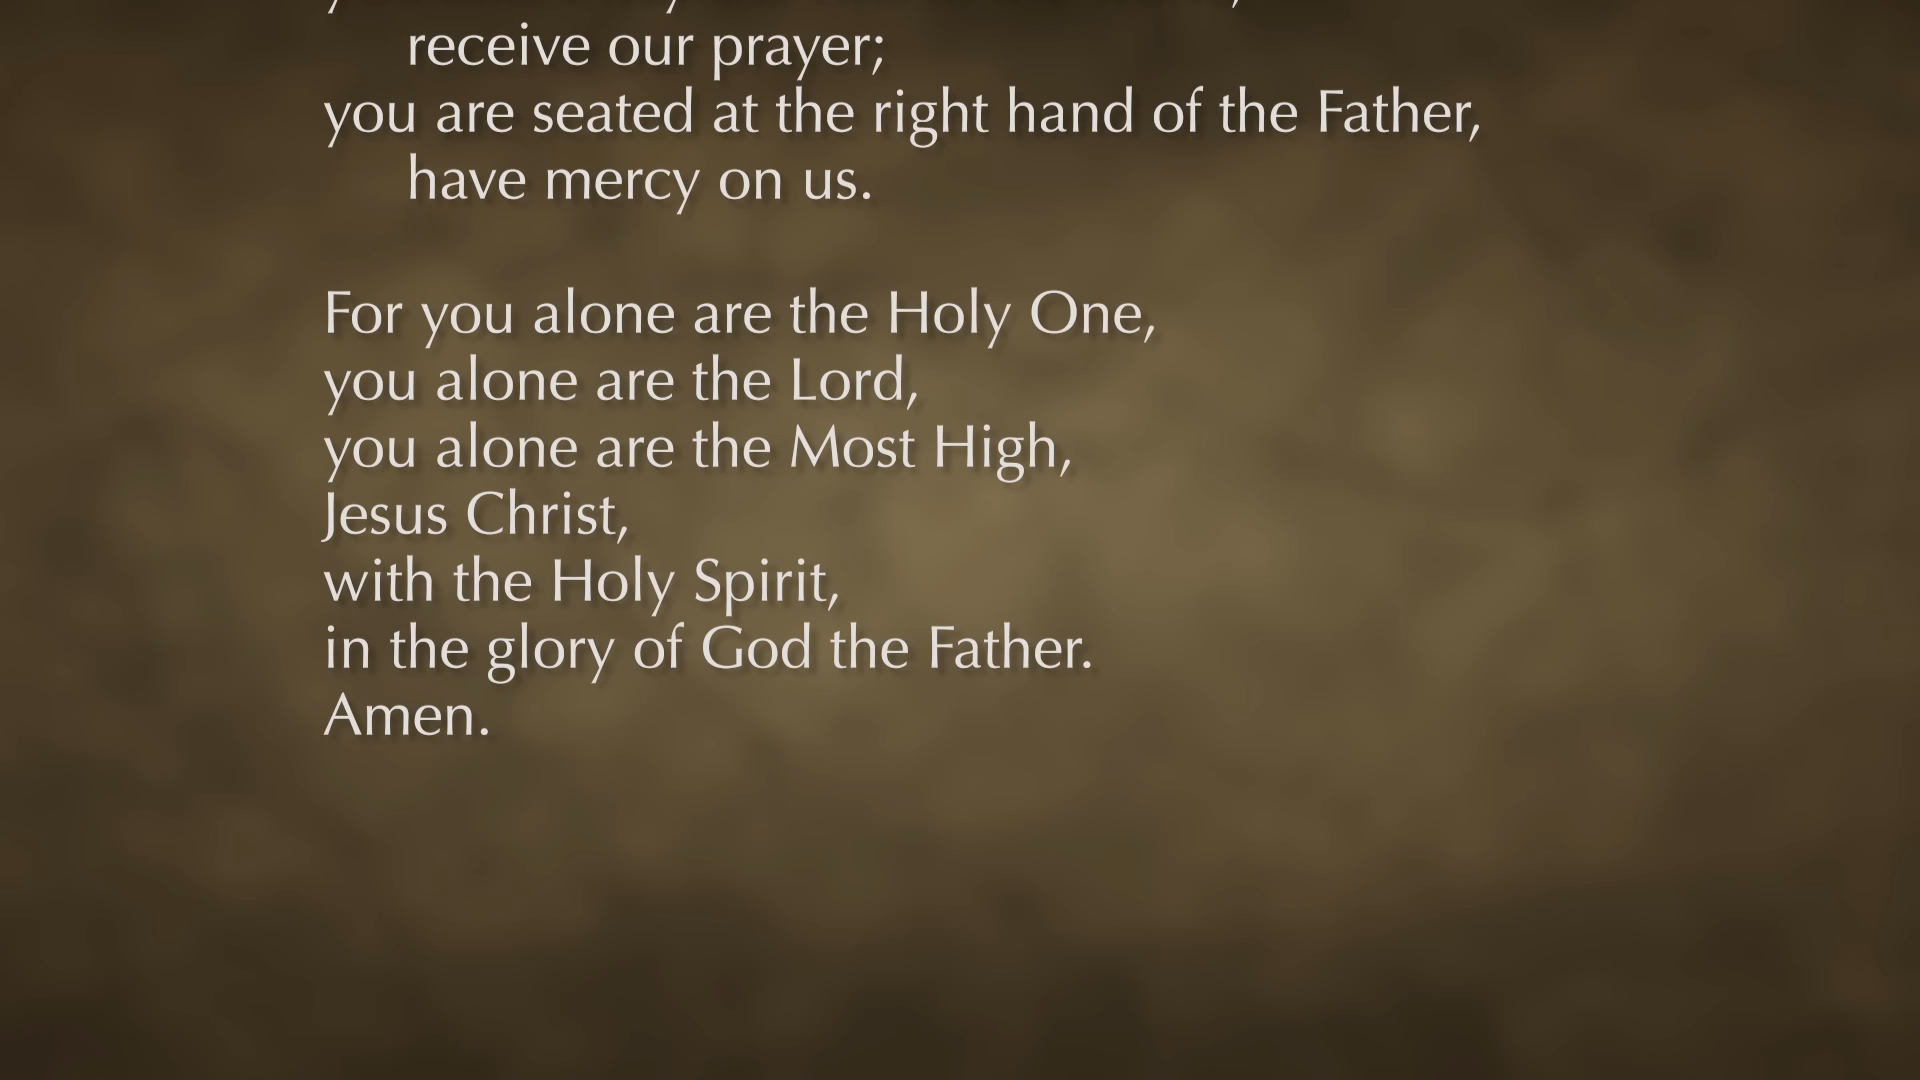 receive our prayer;
you are seated at the right hand of the Father,
have mercy on us.
For you alone are the Holy One,
you alone are the Lord,
you alone are the Most High,
Jesus Christ,
with the Holy Spirit,
in the glory of God the Father.
Amen.